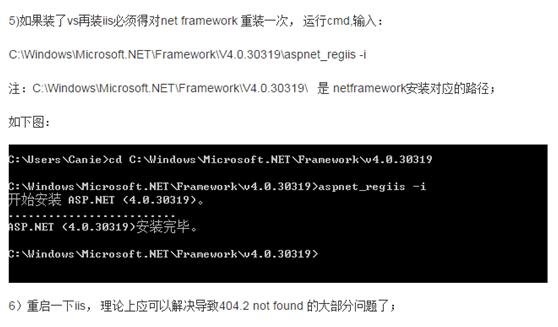 5)如果装了vs再装iis必须得对net framework 重装一次， 运行cmd,输入：
C:\Windows\Microsoft.NET\Framework\V4.0.30319\aspnet_regiis -i
注：C:\Windows\Microsoft.NET\Framework\V4.0.30319\ 是 netframework安装对应的路径；
如下图：
C:\Users\Canie>cd C:\Windows\Microsoft.NET\Framework\v4.0.30319
C:\Windows\Microsoft.NET\Framework\v4.0.30319>aspnet_regiis -i
开始安装 ASP.NET (4.0.30319)。
.........................
ASP.NET (4.0.30319)安装完毕。
C:\Windows\Microsoft.NET\Framework\v4.0.30319>
6）重启一下iis， 理论上应可以解决导致404.2 not found 的大部分问题了；